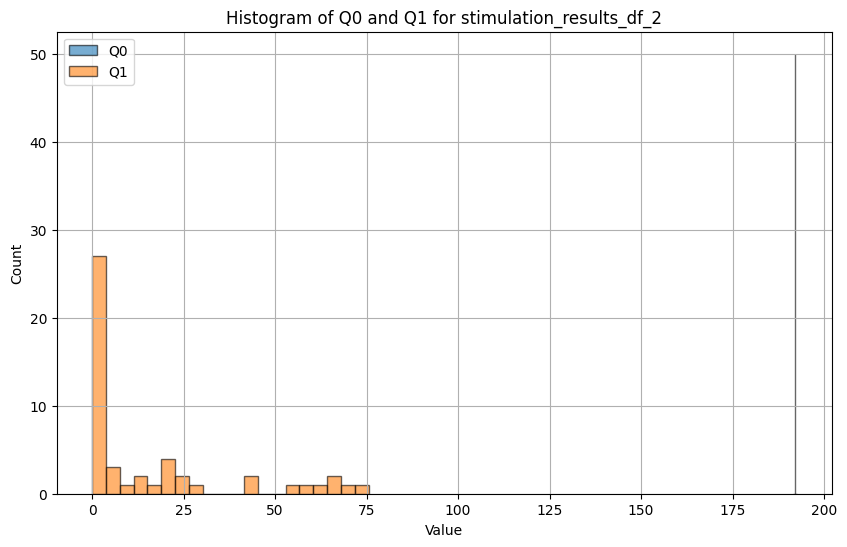 Histogram of Q0 and Q1 for stimulation_results_df_2
Q0
Q1
50
40
30
20
10
0
Count
0 25 50 75 100 125 150 175 200
Value